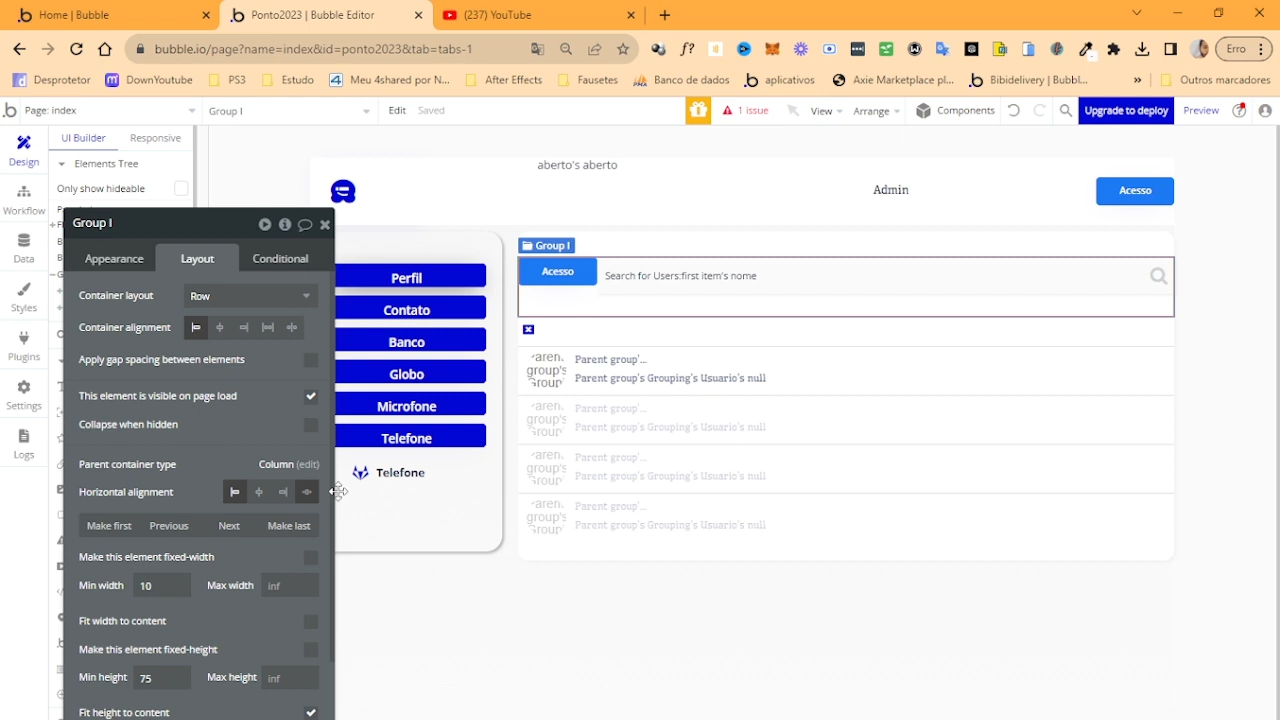 Home | Bubble
Ponto2023 | Bubble Editor
(237) YouTube
bubble.io/page?name=index&id=ponto2023&tab=tabs-1
Erro
Desprotetor
DownYoutube
PS3
Estudo
Meu 4shared por N...
After Effects
Fausetes
Banco de dados
aplicativos
Axie Marketplace pl...
Bibidelivery | Bubbl...
»
Outros marcadores
Page: index
Group I
Edit
Saved
1 issue
View
Arrange
Components
Upgrade to deploy
Preview
Design
Workflow
Data
Styles
Plugins
Settings
Logs
UI Builder
Responsive
Elements Tree
Only show hideable
Group I
Appearance
Layout
Conditional
Container layout
Row
Container alignment
Apply gap spacing between elements
This element is visible on page load
Collapse when hidden
Parent container type
Column (edit)
Horizontal alignment
Make first
Previous
Next
Make last
Make this element fixed-width
Min width
10
Max width
inf
Fit width to content
Make this element fixed-height
Min height
75
Max height
inf
Fit height to content
aberto's aberto
Admin
Acesso
Perfil
Contato
Banco
Globo
Microfone
Telefone
Telefone
Group I
Acesso
Search for Users:first item's nome
Parent group'...
Parent group's Grouping's Usuario's null
Parent group'...
Parent group's Grouping's Usuario's null
Parent group'...
Parent group's Grouping's Usuario's null
Parent group'...
Parent group's Grouping's Usuario's null